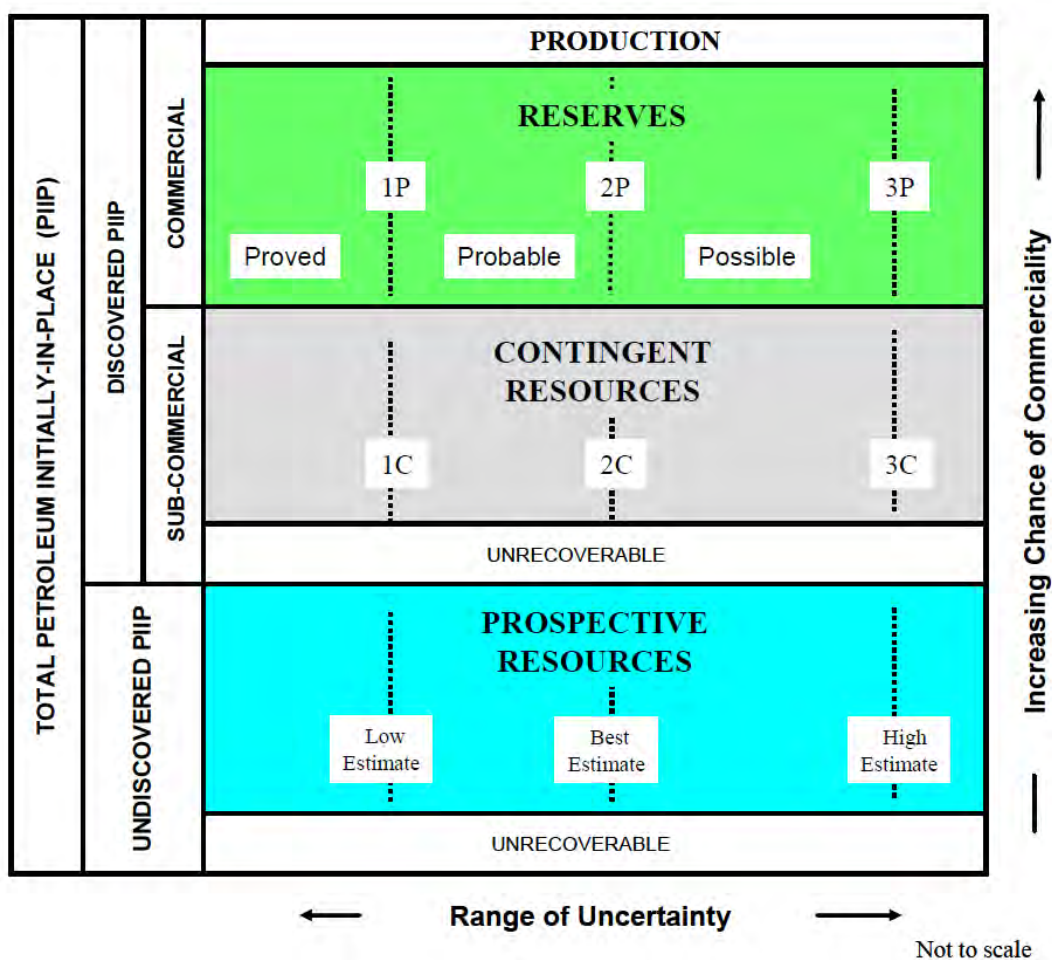 TOTAL PETROLEUM INITIALLY-IN-PLACE (PIIP)
DISCOVERED PIIP
COMMERCIAL
PRODUCTION
RESERVES
1P
2P
3P
Proved
Probable
Possible
SUB-COMMERCIAL
CONTINGENT
RESOURCES
1C
2C
3C
UNRECOVERABLE
UNDISCOVERED PIIP
PROSPECTIVE
RESOURCES
Low
Estimate
Best
Estimate
High
Estimate
UNRECOVERABLE
Increasing Chance of Commerciality
Range of Uncertainty
Not to scale